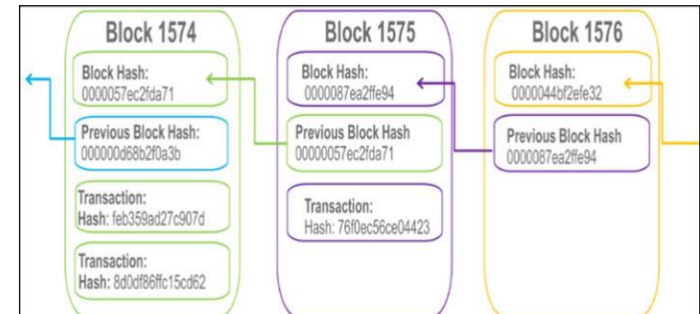 Block 1574
Block Hash:
0000057ec2fda71
Previous Block Hash:
000000d68b2f0a3b
Transaction:
Hash: feb359ad27c907d
Transaction:
Hash: 8d0df86ffc15cd62
Block 1575
Block Hash:
0000087ea2ffe94
Previous Block Hash
00000057ec2fda71
Transaction:
Hash: 76f0ec56ce04423
Block 1576
Block Hash:
0000044bf2efe32
Previous Block Hash
0000087ea2ffe94